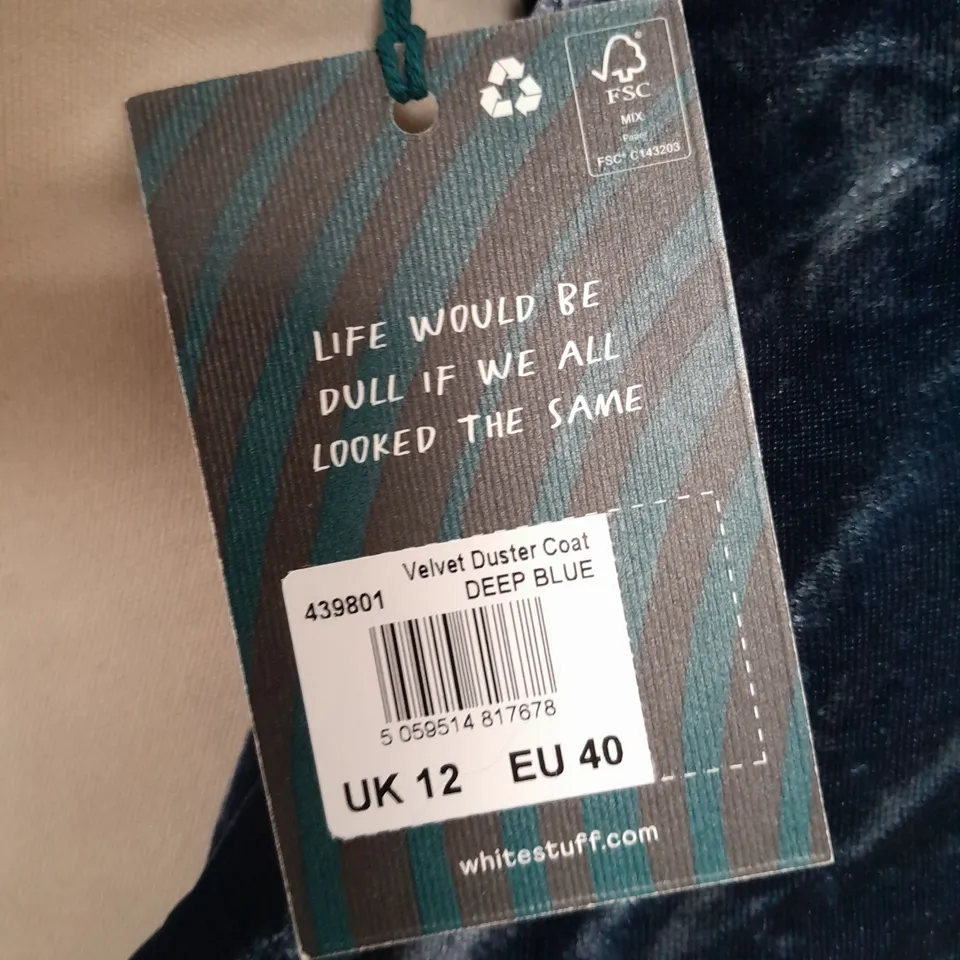 FSC®
MIX
Paper
FSC® C143203
LIFE WOULD BE
DULL IF WE ALL
LOOKED THE SAME
Velvet Duster Coat
439801 DEEP BLUE
5 059514 817678
UK 12 EU 40
whitestuff.com